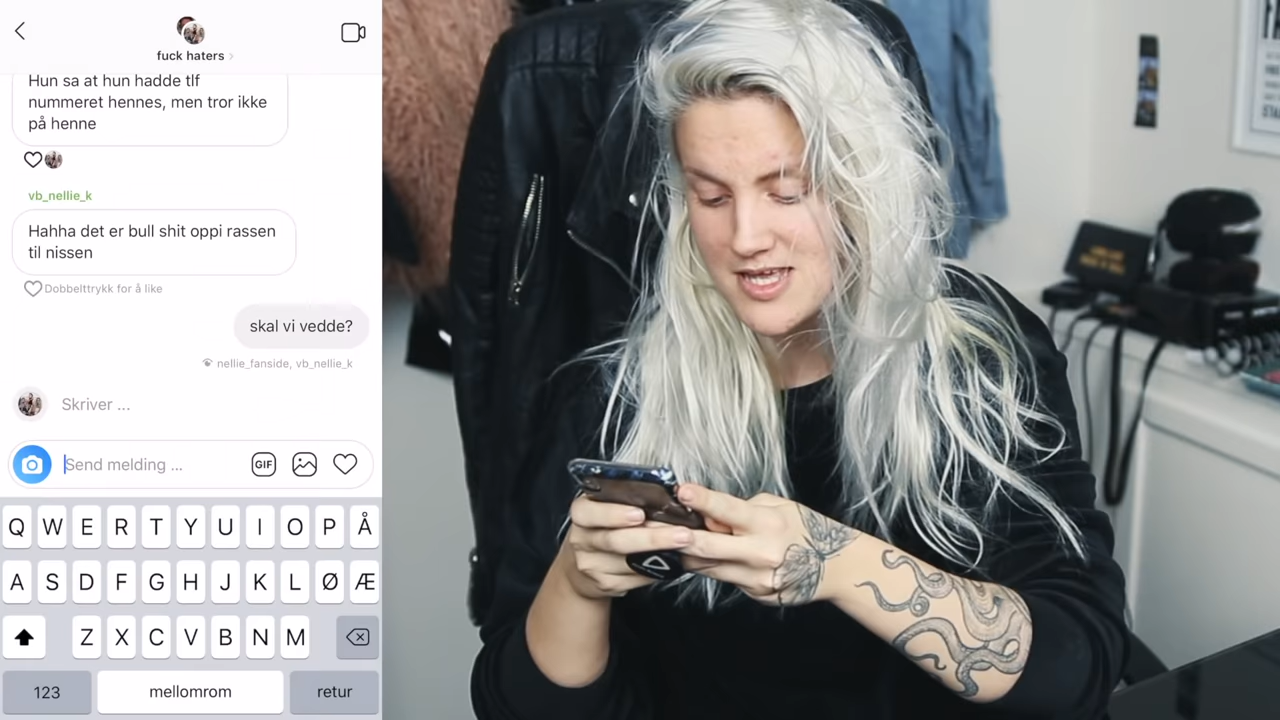 fuck haters
Hun sa at hun hadde tlf
nummeret hennes, men tror ikke
på henne
vb_nellie_k
Hahha det er bull shit oppi rassen
til nissen
Dobbelttrykk for å like
skal vi vedde?
nellie_fanside, vb_nellie_k
Skriver ...
Send melding ...
GIF
Q W E R T Y U I O P Å
A S D F G H J K L Ø Æ
Z X C V B N M
123 mellomrom retur